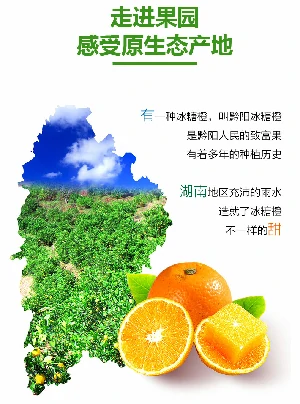 走进果园
感受原生态产地
有一种冰糖橙，叫黔阳冰糖橙
是黔阳人民的致富果
有着多年的种植历史
湖南地区充沛的雨水
造就了冰糖橙
不一样的甜